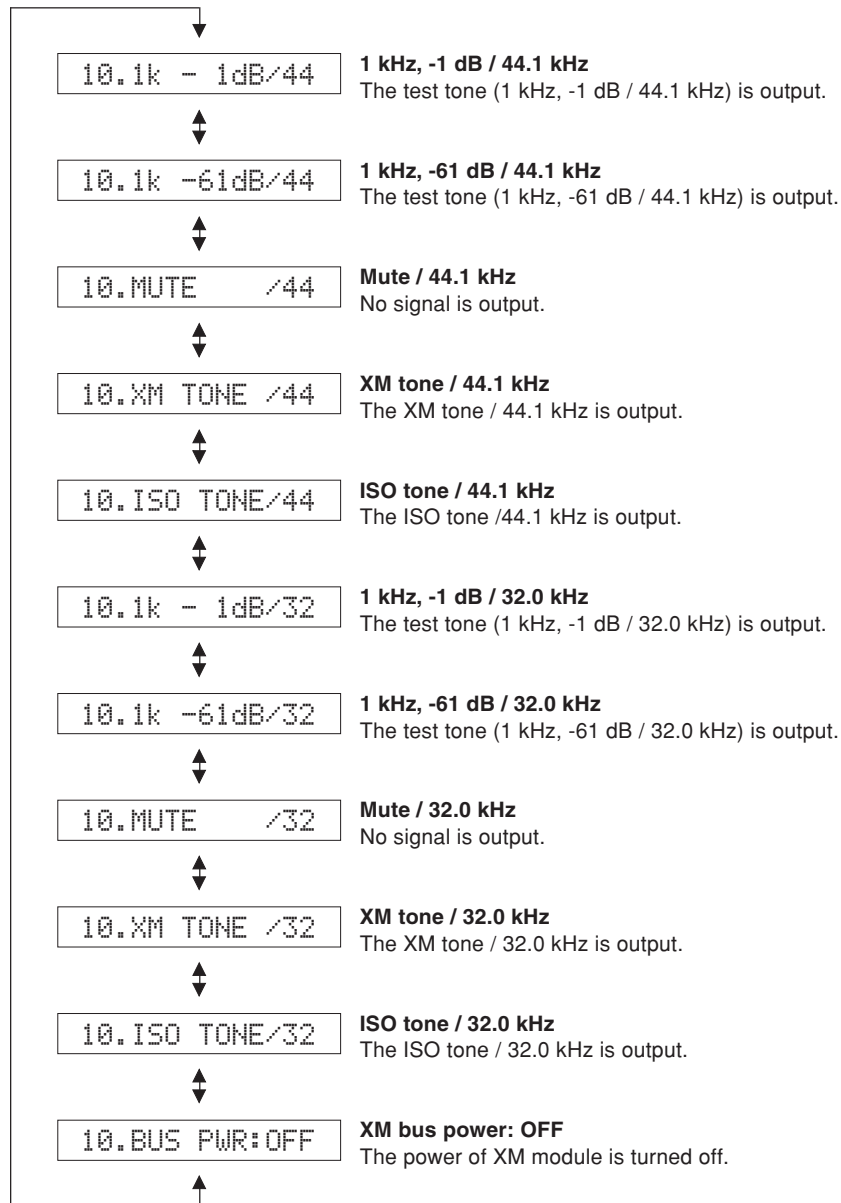 10.1k - 1dB/44
1 kHz, -1 dB / 44.1 kHz
The test tone (1 kHz, -1 dB / 44.1 kHz) is output.
10.1k -61dB/44
1 kHz, -61 dB / 44.1 kHz
The test tone (1 kHz, -61 dB / 44.1 kHz) is output.
10.MUTE /44
Mute / 44.1 kHz
No signal is output.
10.XM TONE /44
XM tone / 44.1 kHz
The XM tone / 44.1 kHz is output.
10.ISO TONE/44
ISO tone / 44.1 kHz
The ISO tone /44.1 kHz is output.
10.1k - 1dB/32
1 kHz, -1 dB / 32.0 kHz
The test tone (1 kHz, -1 dB / 32.0 kHz) is output.
10.1k -61dB/32
1 kHz, -61 dB / 32.0 kHz
The test tone (1 kHz, -61 dB / 32.0 kHz) is output.
10.MUTE /32
Mute / 32.0 kHz
No signal is output.
10.XM TONE /32
XM tone / 32.0 kHz
The XM tone / 32.0 kHz is output.
10.ISO TONE/32
ISO tone / 32.0 kHz
The ISO tone / 32.0 kHz is output.
10.BUS PWR:OFF
XM bus power: OFF
The power of XM module is turned off.